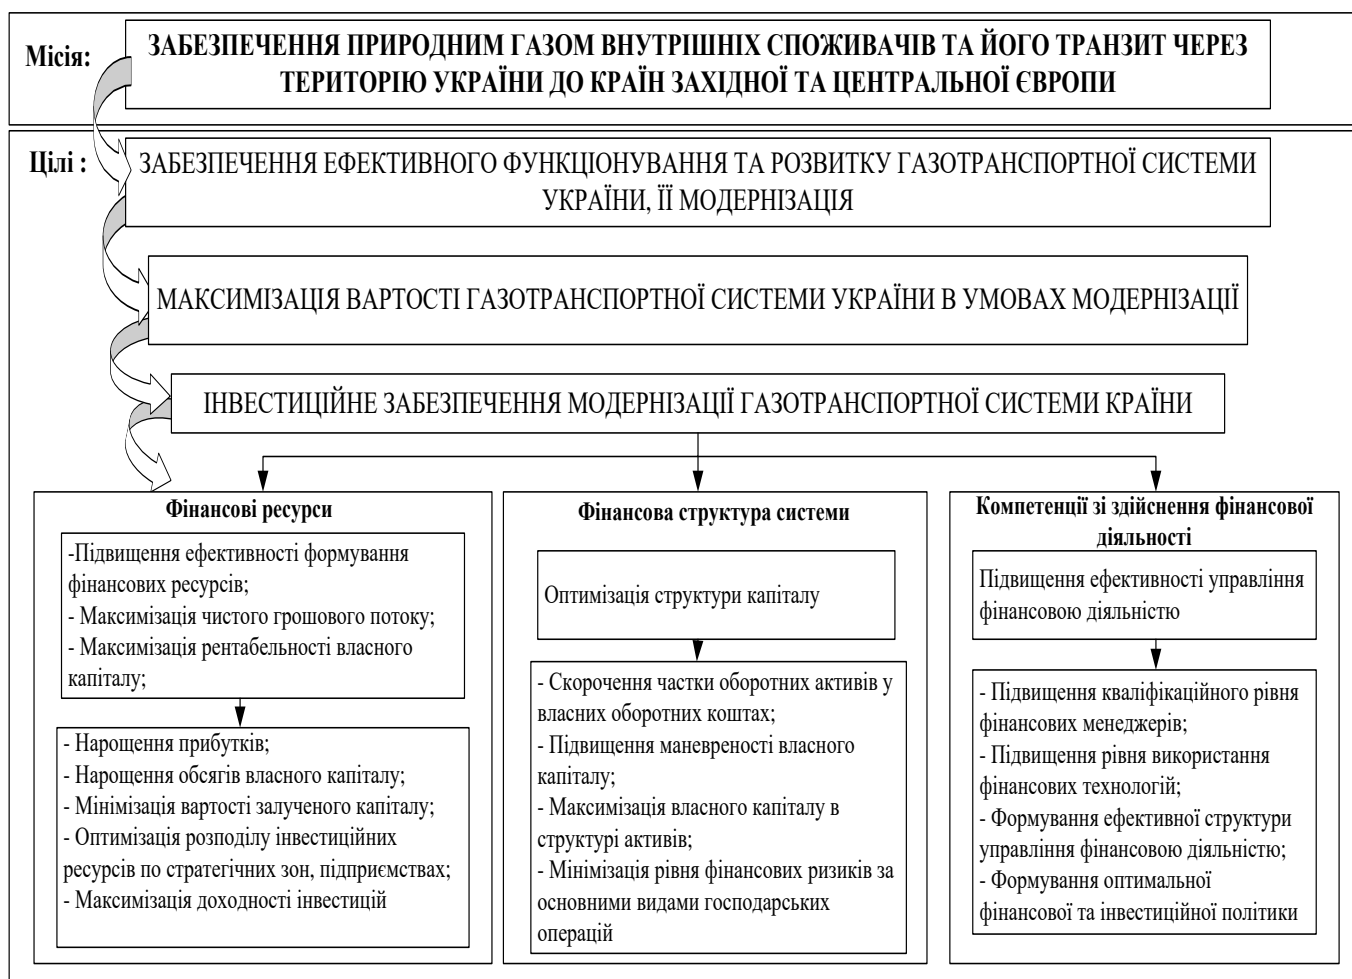 Місія:
ЗАБЕЗПЕЧЕННЯ ПРИРОДНИМ ГАЗОМ ВНУТРІШНІХ СПОЖИВАЧІВ ТА ЙОГО ТРАНЗИТ ЧЕРЕЗ
ТЕРИТОРІЮ УКРАЇНИ ДО КРАЇН ЗАХІДНОЇ ТА ЦЕНТРАЛЬНОЇ ЄВРОПИ
Цілі :
ЗАБЕЗПЕЧЕННЯ ЕФЕКТИВНОГО ФУНКЦІОНУВАННЯ ТА РОЗВИТКУ ГАЗОТРАНСПОРТНОЇ СИСТЕМИ
УКРАЇНИ, ЇЇ МОДЕРНІЗАЦІЯ
МАКСИМІЗАЦІЯ ВАРТОСТІ ГАЗОТРАНСПОРТНОЇ СИСТЕМИ УКРАЇНИ В УМОВАХ МОДЕРНІЗАЦІЇ
ІНВЕСТИЦІЙНЕ ЗАБЕЗПЕЧЕННЯ МОДЕРНІЗАЦІЇ ГАЗОТРАНСПОРТНОЇ СИСТЕМИ КРАЇНИ
Фінансові ресурси
-Підвищення ефективності формування
фінансових ресурсів;
- Максимізація чистого грошового потоку;
- Максимізація рентабельності власного
капіталу;
- Нарощення прибутків;
- Нарощення обсягів власного капіталу;
- Мінімізація вартості залученого капіталу;
- Оптимізація розподілу інвестиційних
ресурсів по стратегічних зон, підприємствах;
- Максимізація доходності інвестицій
Фінансова структура системи
Оптимізація структури капіталу
- Скорочення частки оборотних активів у
власних оборотних коштах;
- Підвищення маневреності власного
капіталу;
- Максимізація власного капіталу в
структурі активів;
- Мінімізація рівня фінансових ризиків за
основними видами господарських
операцій
Компетенції зі здійснення фінансової
діяльності
Підвищення ефективності управління
фінансовою діяльністю
- Підвищення кваліфікаційного рівня
фінансових менеджерів;
- Підвищення рівня використання
фінансових технологій;
- Формування ефективної структури
управління фінансовою діяльністю;
- Формування оптимальної
фінансової та інвестиційної політики